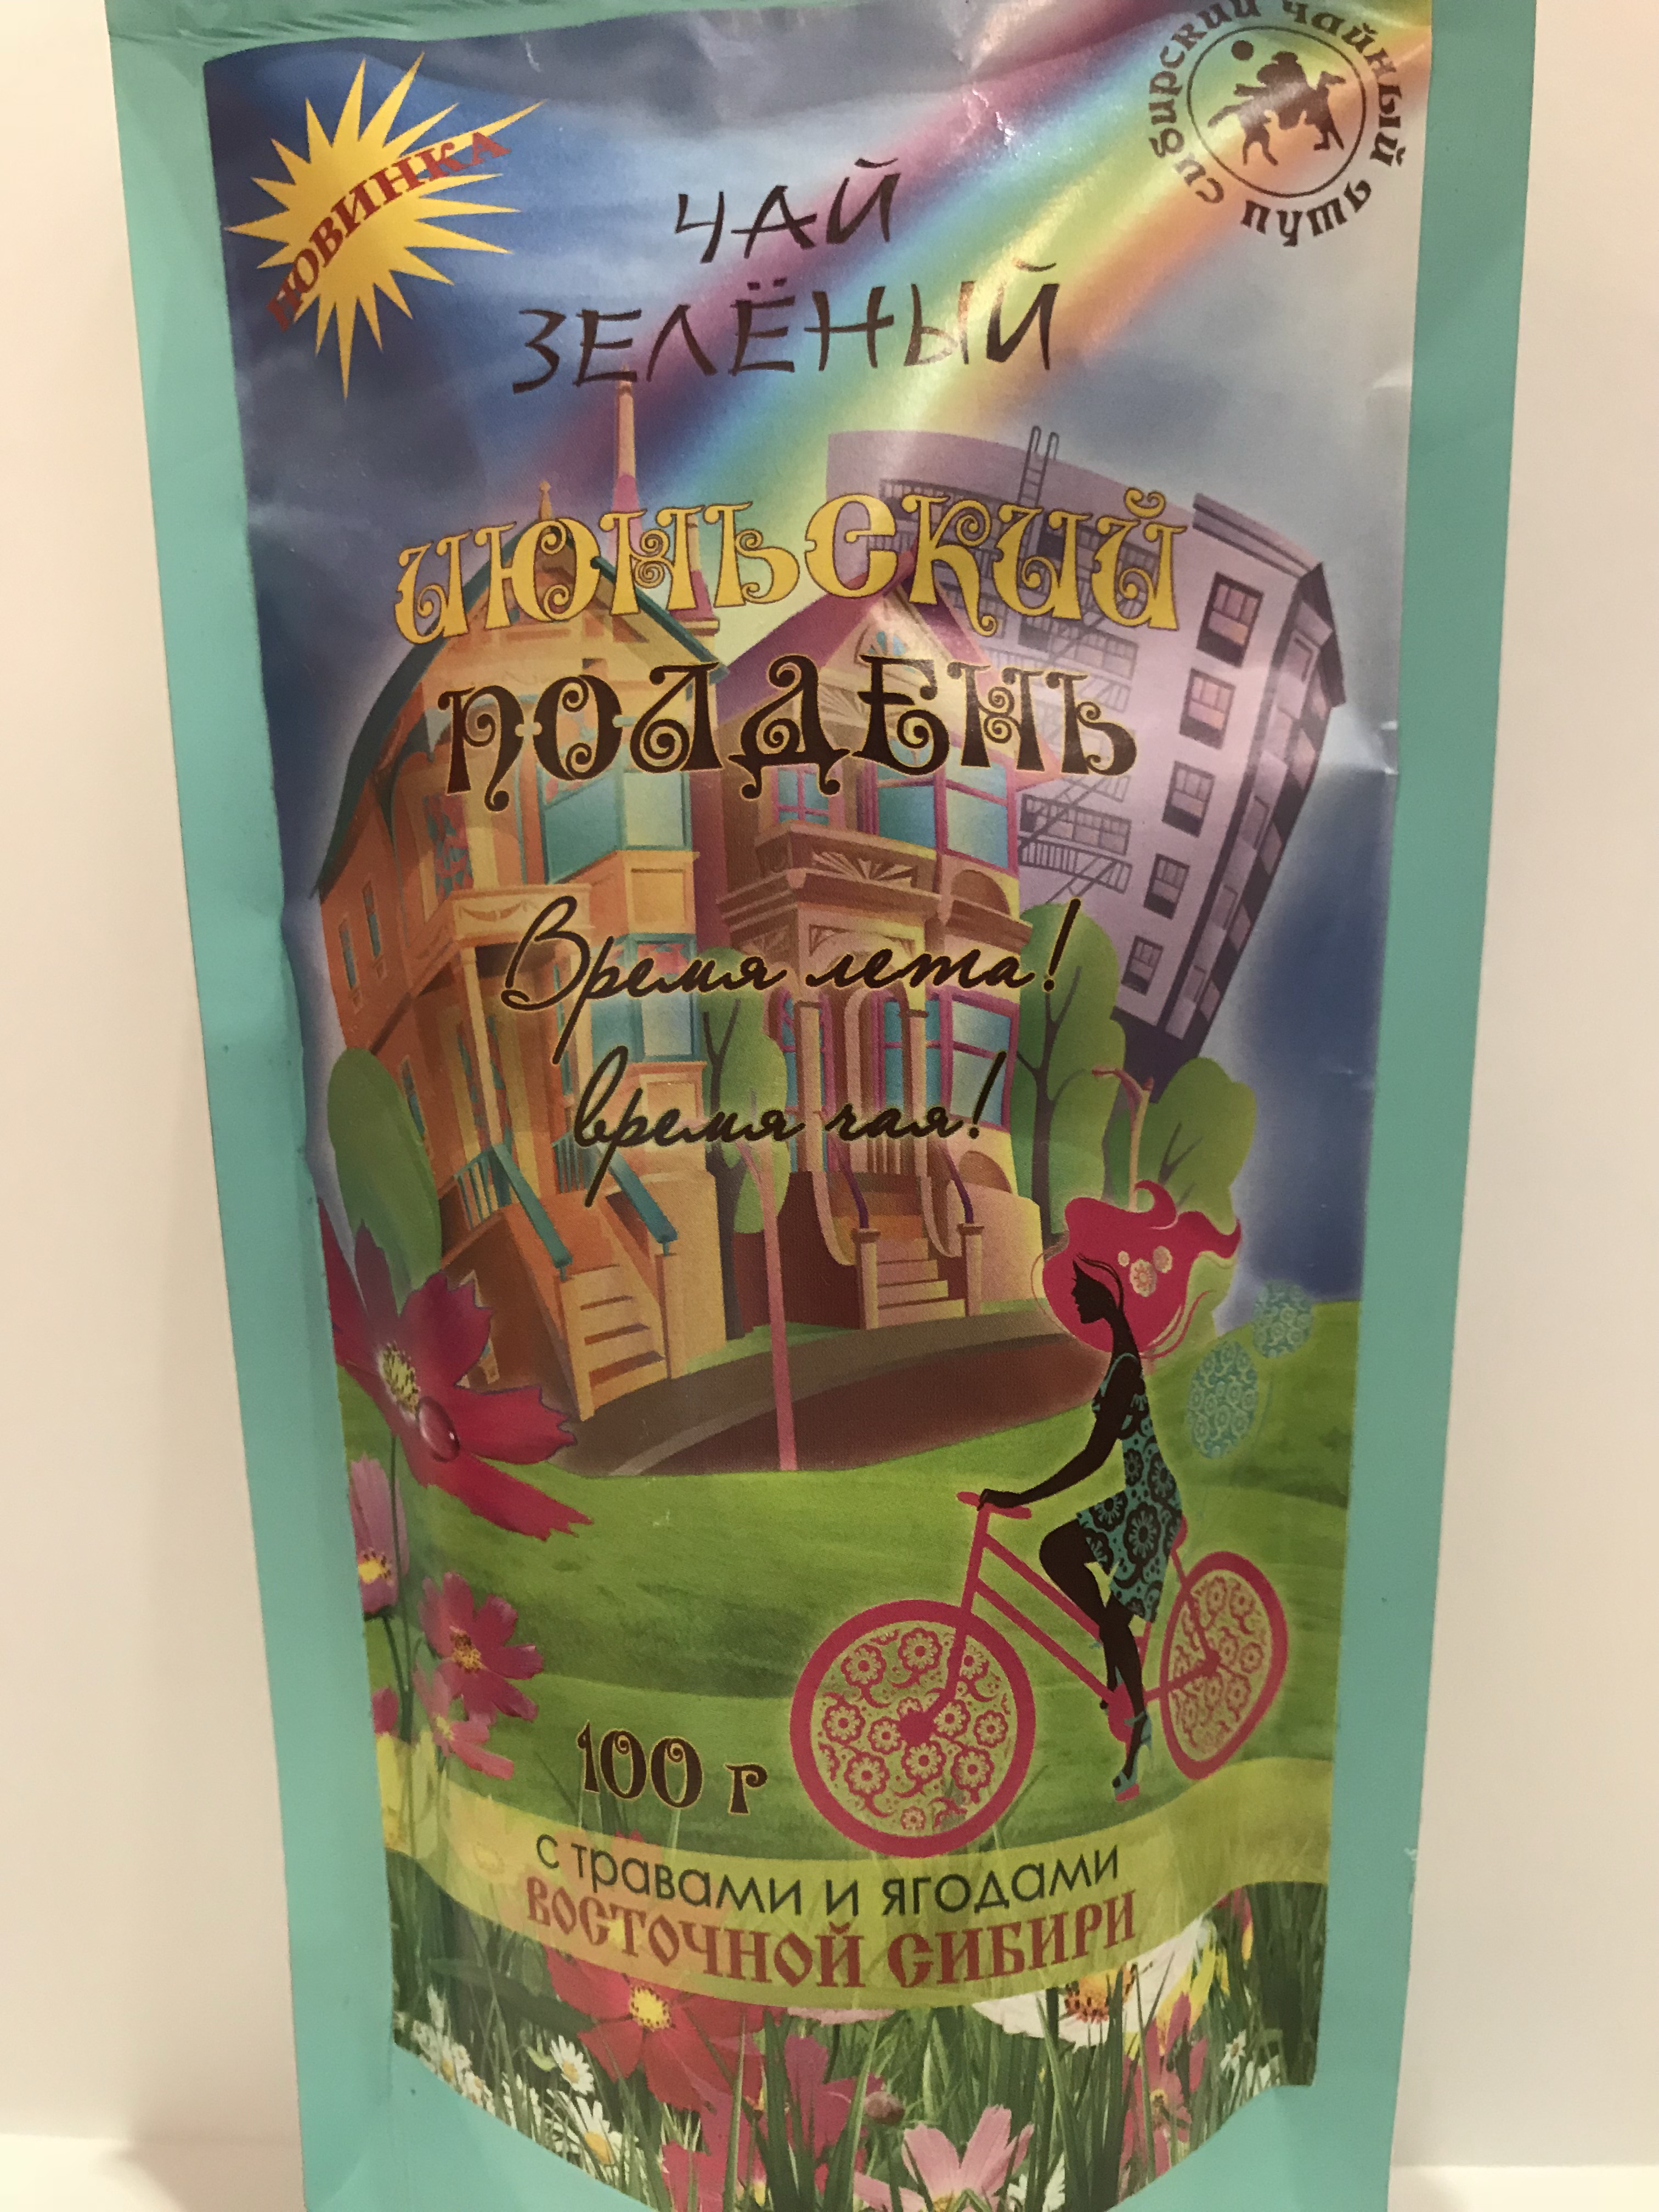 НОВИНКА
сибирский чайный путь
ЧАЙ
ЗЕЛЁНЫЙ
июньский
полдень
Время лета!
время чая!
100 г
с травами и ягодами
ВОСТОЧНОЙ СИБИРИ